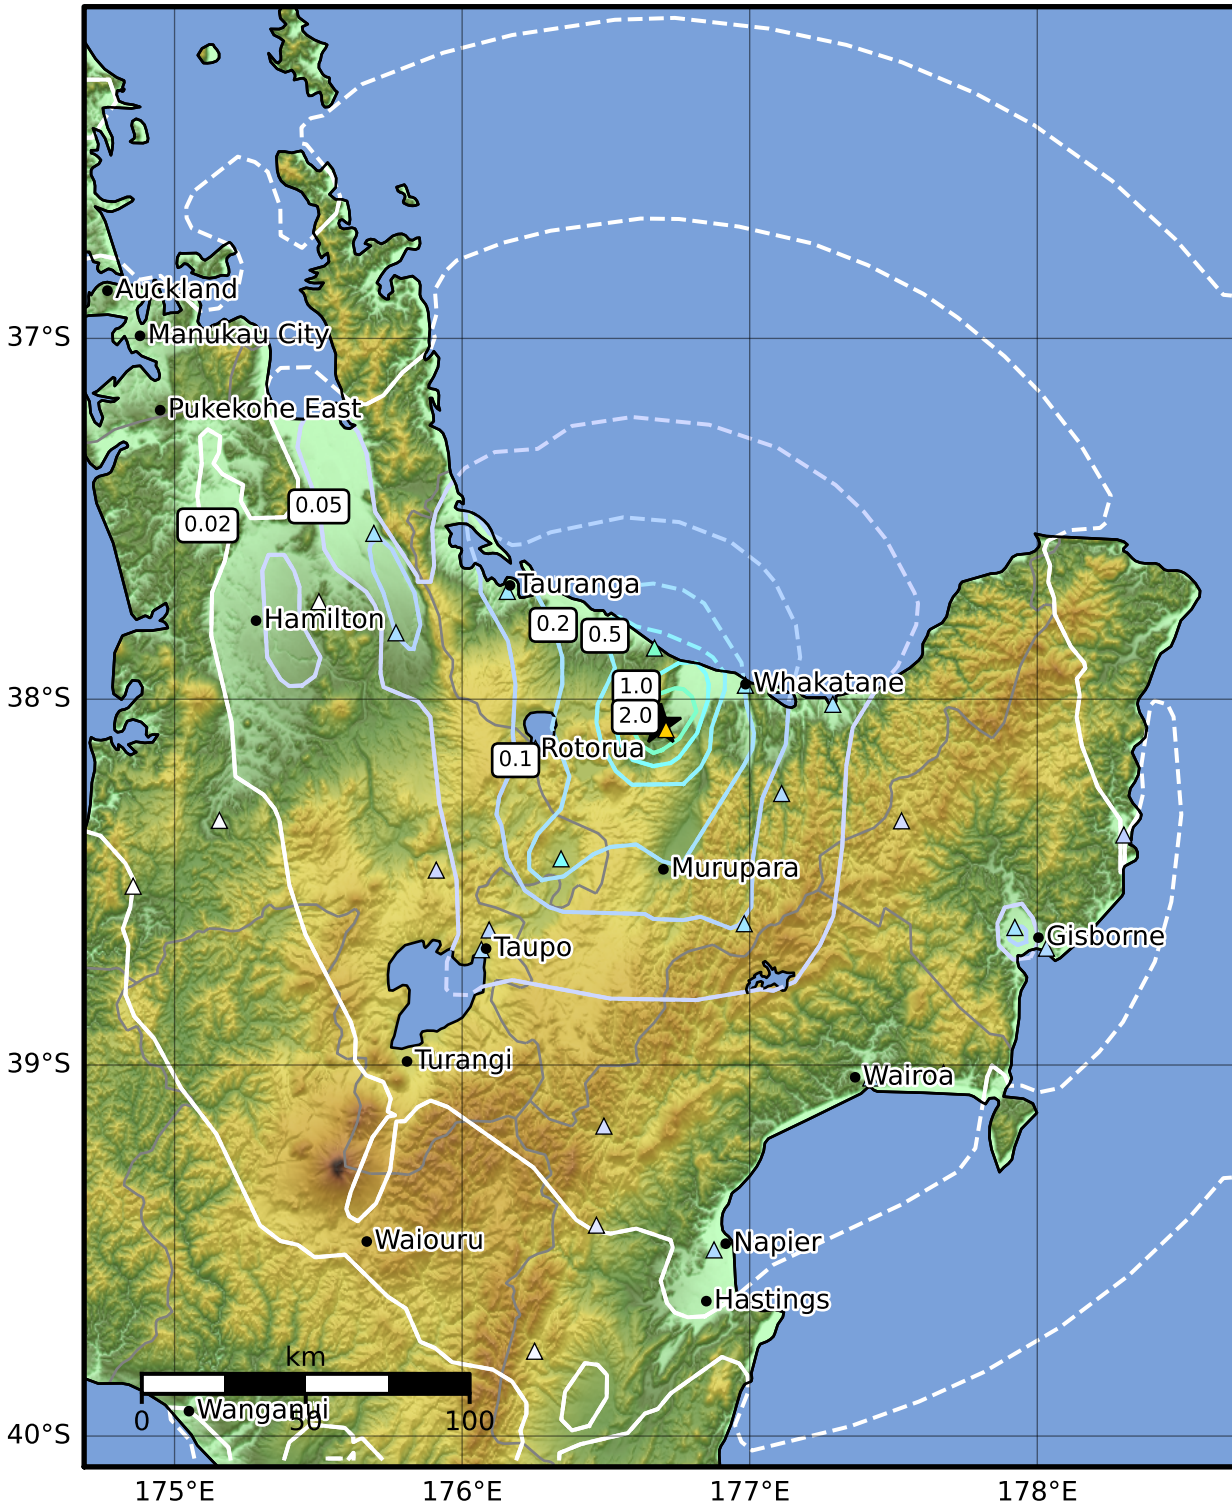 Auckland
Manukau City
37°S
Pukekohe East
0.05
0.02
Tauranga
Hamilton
0.2
0.5
1.0
Whakatane
38°S
2.0
Rotorua
0.1
Murupara
Gisborne
Taupo
Turangi
39°S
Wairoa
Waiouru
Napier
Hastings
km
Wanganui
0 50 100
40°S
175°E 176°E 177°E 178°E